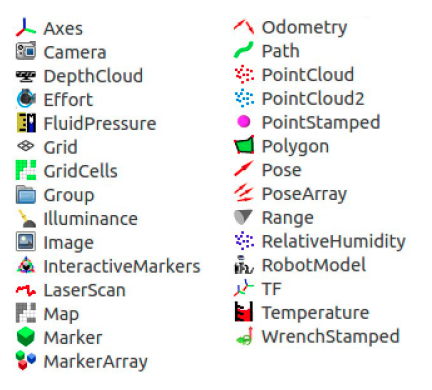 Axes
Camera
DepthCloud
Effort
FluidPressure
Grid
GridCells
Group
Illuminance
Image
InteractiveMarkers
LaserScan
Map
Marker
MarkerArray
Odometry
Path
PointCloud
PointCloud2
PointStamped
Polygon
Pose
PoseArray
Range
RelativeHumidity
RobotModel
TF
Temperature
WrenchStamped